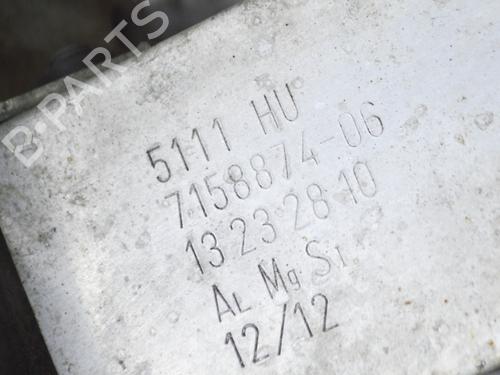 B-PARTS
5111 HU
7158874-06
13 23 28 10
AL Mg Si
12/12